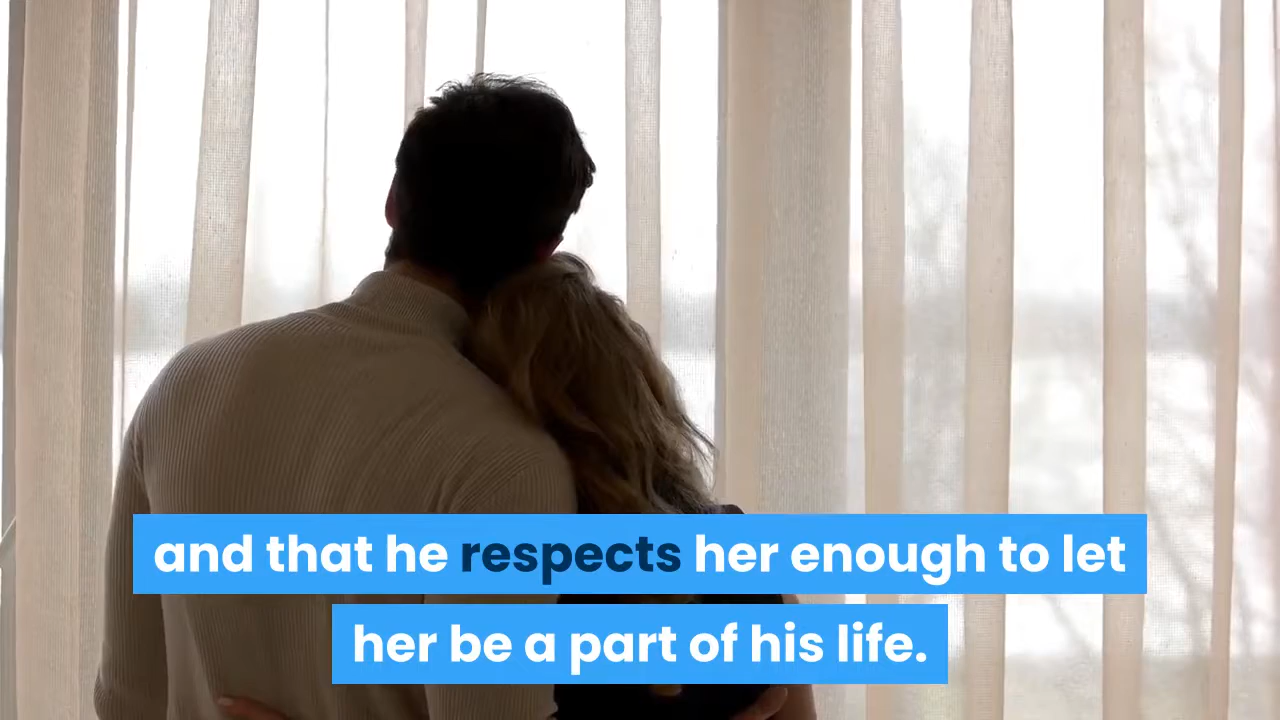 and that he respects her enough to let
her be a part of his life.